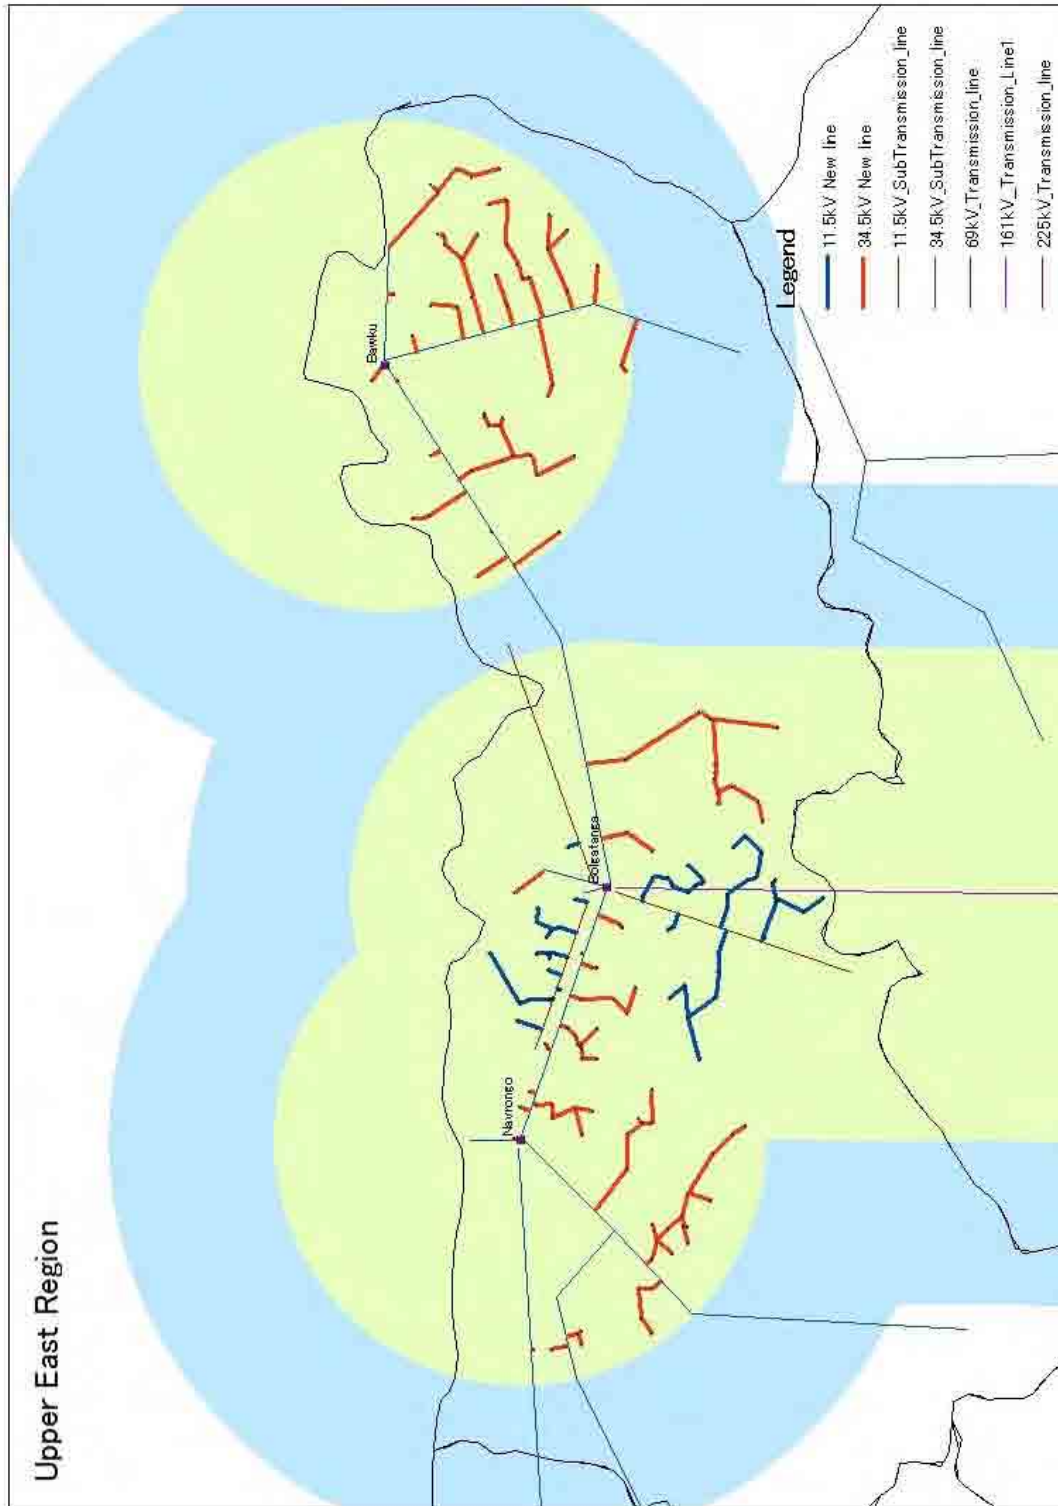 Upper East Region
Bawku
Bolgatanga
Navrongo
Legend
11.5kV New line
34.5kV New line
11.5kV_SubTransmission_line
34.5kV_SubTransmission_line
69kV_Transmission_line
161kV_Transmission_Line1
225kV_Transmission_line